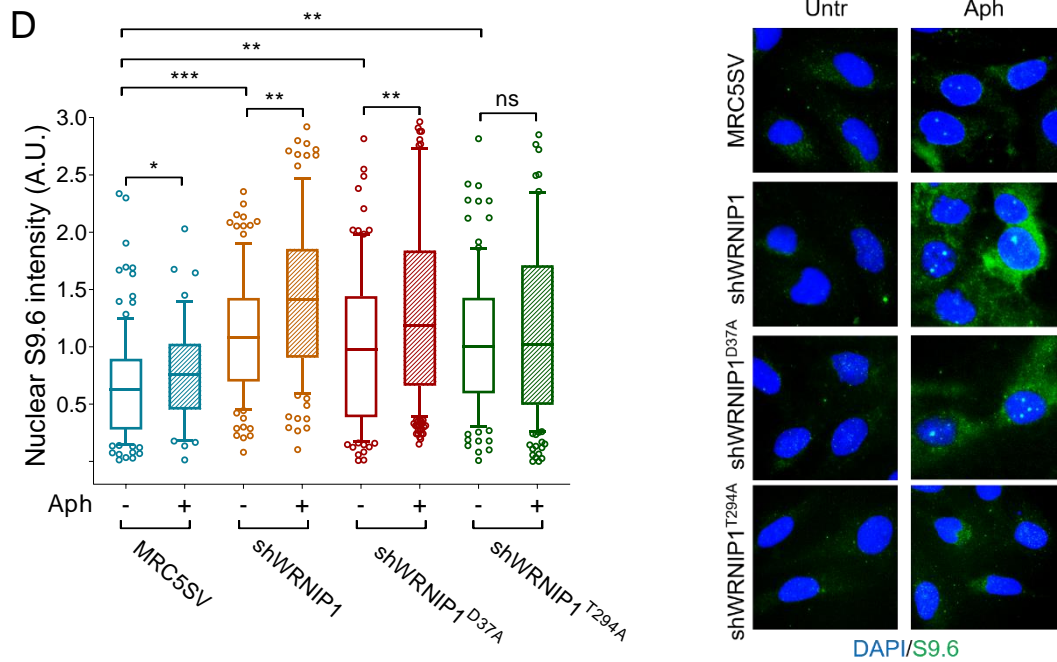 D
**
**
***
**
**
ns
*
Nuclear S9.6 intensity (A.U.)
3.0
2.5
2.0
1.5
1.0
0.5
Aph - + - + - + - +
MRC5SV
shWRNIP1
shWRNIP1D37A
shWRNIP1T294A
Untr Aph
MRC5SV
shWRNIP1
shWRNIP1D37A
shWRNIP1T294A
DAPI/S9.6